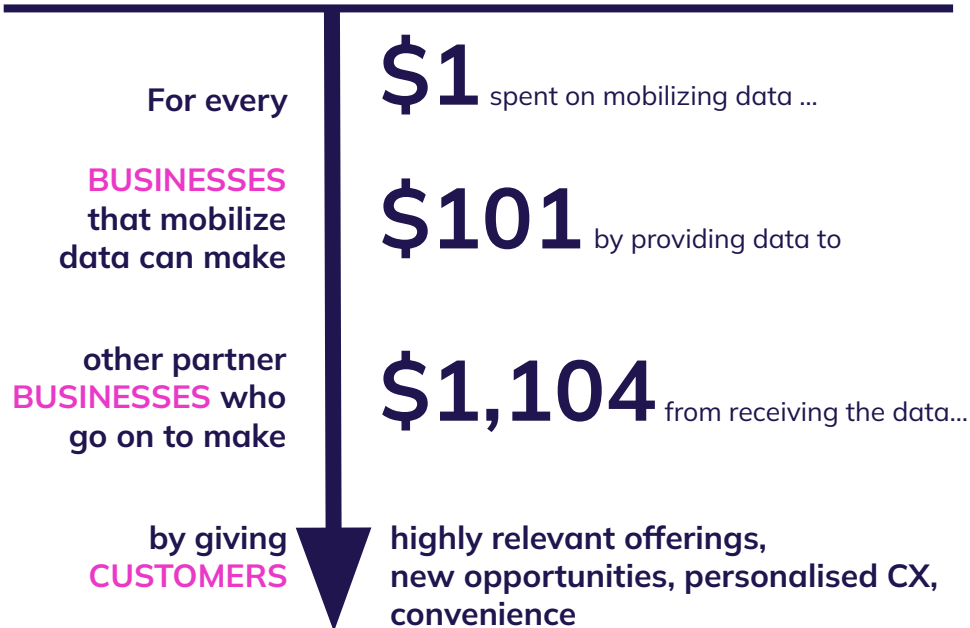 For every
$1 spent on mobilizing data ...
BUSINESSES
that mobilize
data can make
$101 by providing data to
other partner
BUSINESSES who
go on to make
$1,104 from receiving the data...
by giving
CUSTOMERS
highly relevant offerings,
new opportunities, personalised CX,
convenience